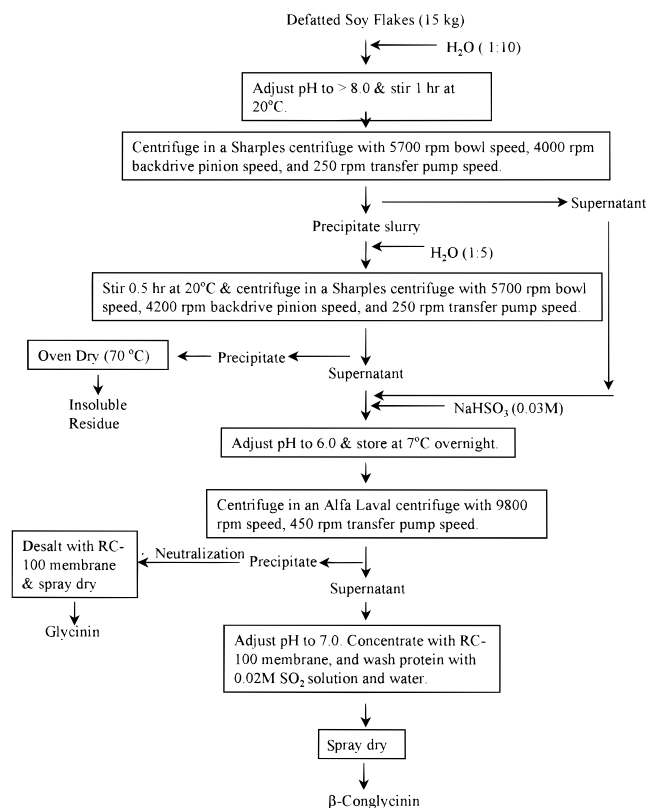 Defatted Soy Flakes (15 kg)
H₂O ( 1:10)
Adjust pH to > 8.0 & stir 1 hr at
20°C.
Centrifuge in a Sharples centrifuge with 5700 rpm bowl speed, 4000 rpm
backdrive pinion speed, and 250 rpm transfer pump speed.
Supernatant
Precipitate slurry
H₂O (1:5)
Stir 0.5 hr at 20°C & centrifuge in a Sharples centrifuge with 5700 rpm bowl
speed, 4200 rpm backdrive pinion speed, and 250 rpm transfer pump speed.
Oven Dry (70 °C)
Precipitate
Supernatant
Insoluble
Residue
NaHSO₃ (0.03M)
Adjust pH to 6.0 & store at 7°C overnight.
Centrifuge in an Alfa Laval centrifuge with 9800
rpm speed, 450 rpm transfer pump speed.
Desalt with RC-
100 membrane
& spray dry
Neutralization
Precipitate
Supernatant
Glycinin
Adjust pH to 7.0. Concentrate with RC-
100 membrane, and wash protein with
0.02M SO₂ solution and water.
Spray dry
β-Conglycinin